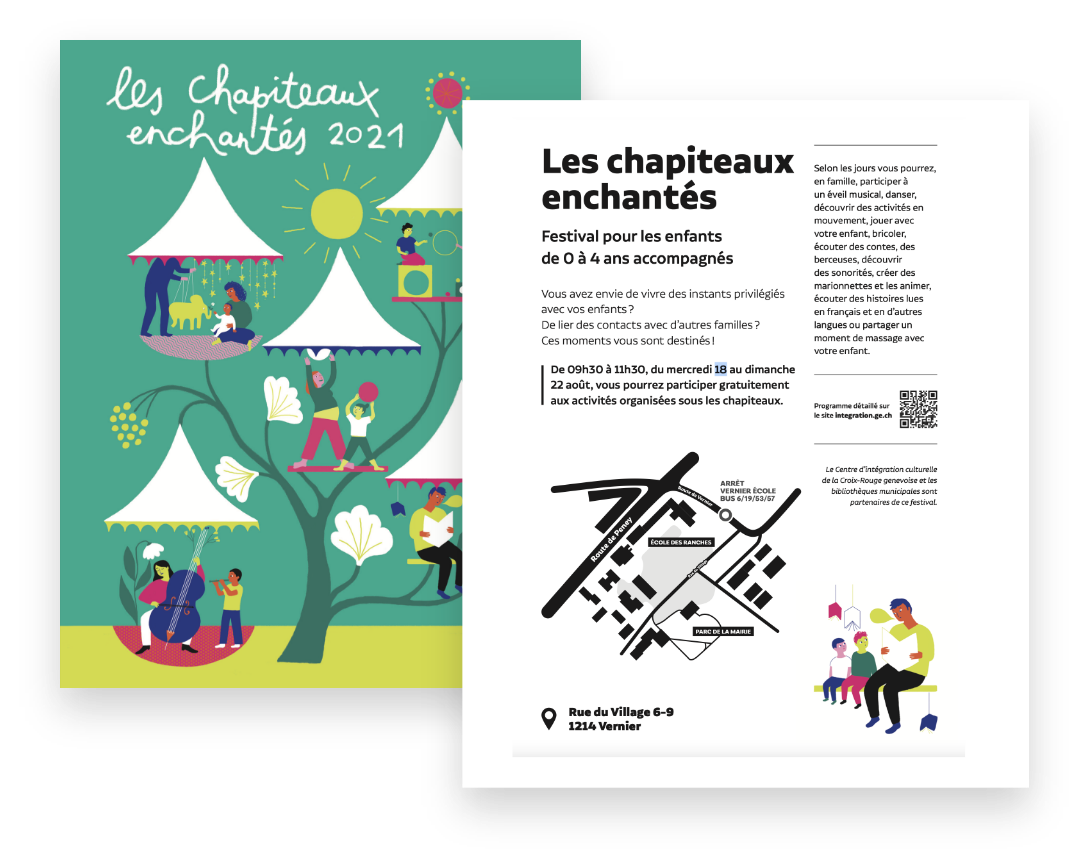 les chapiteaux
enchantés 2021
Les chapiteaux
enchantés
Festival pour les enfants
de 0 à 4 ans accompagnés
Vous avez envie de vivre des instants privilégiés
avec vos enfants ?
De lier des contacts avec d'autres familles ?
Ces moments vous sont destinés !
De 09h30 à 11h30, du mercredi 18 au dimanche
22 août, vous pourrez participer gratuitement
aux activités organisées sous les chapiteaux.
Selon les jours vous pourrez,
en famille, participer à
un éveil musical, danser,
découvrir des activités en
mouvement, jouer avec
votre enfant, bricoler,
écouter des contes, des
berceuses, découvrir
des sonorités, créer des
marionnettes et les animer,
écouter des histoires lues
en français et en d'autres
langues ou partager un
moment de massage avec
votre enfant.
Programme détaillé sur
le site integration.ge.ch
Le Centre d'intégration culturelle
de la Croix-Rouge genevoise et les
bibliothèques municipales sont
partenaires de ce festival.
Route de Vernier
ARRÊT
VERNIER ÉCOLE
BUS 6/19/53/57
Route de Peney
ÉCOLE DES RANCHES
PARC DE LA MAIRIE
Rue du Village 6-9
1214 Vernier